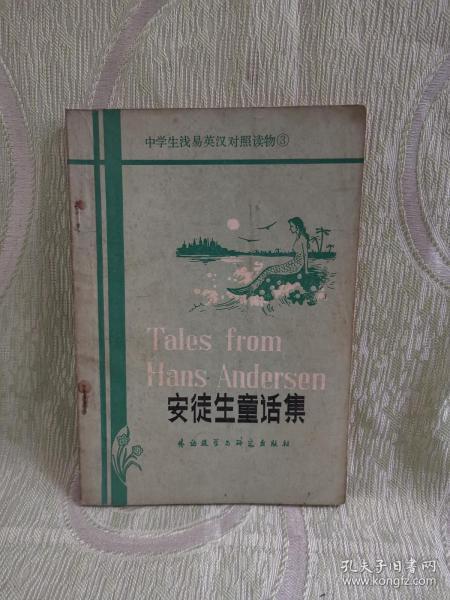 中学生浅易英汉对照读物③
Tales from
Hans Andersen
安徒生童话集
外语教学与研究出版社
孔夫子旧书网
www.kongfz.com